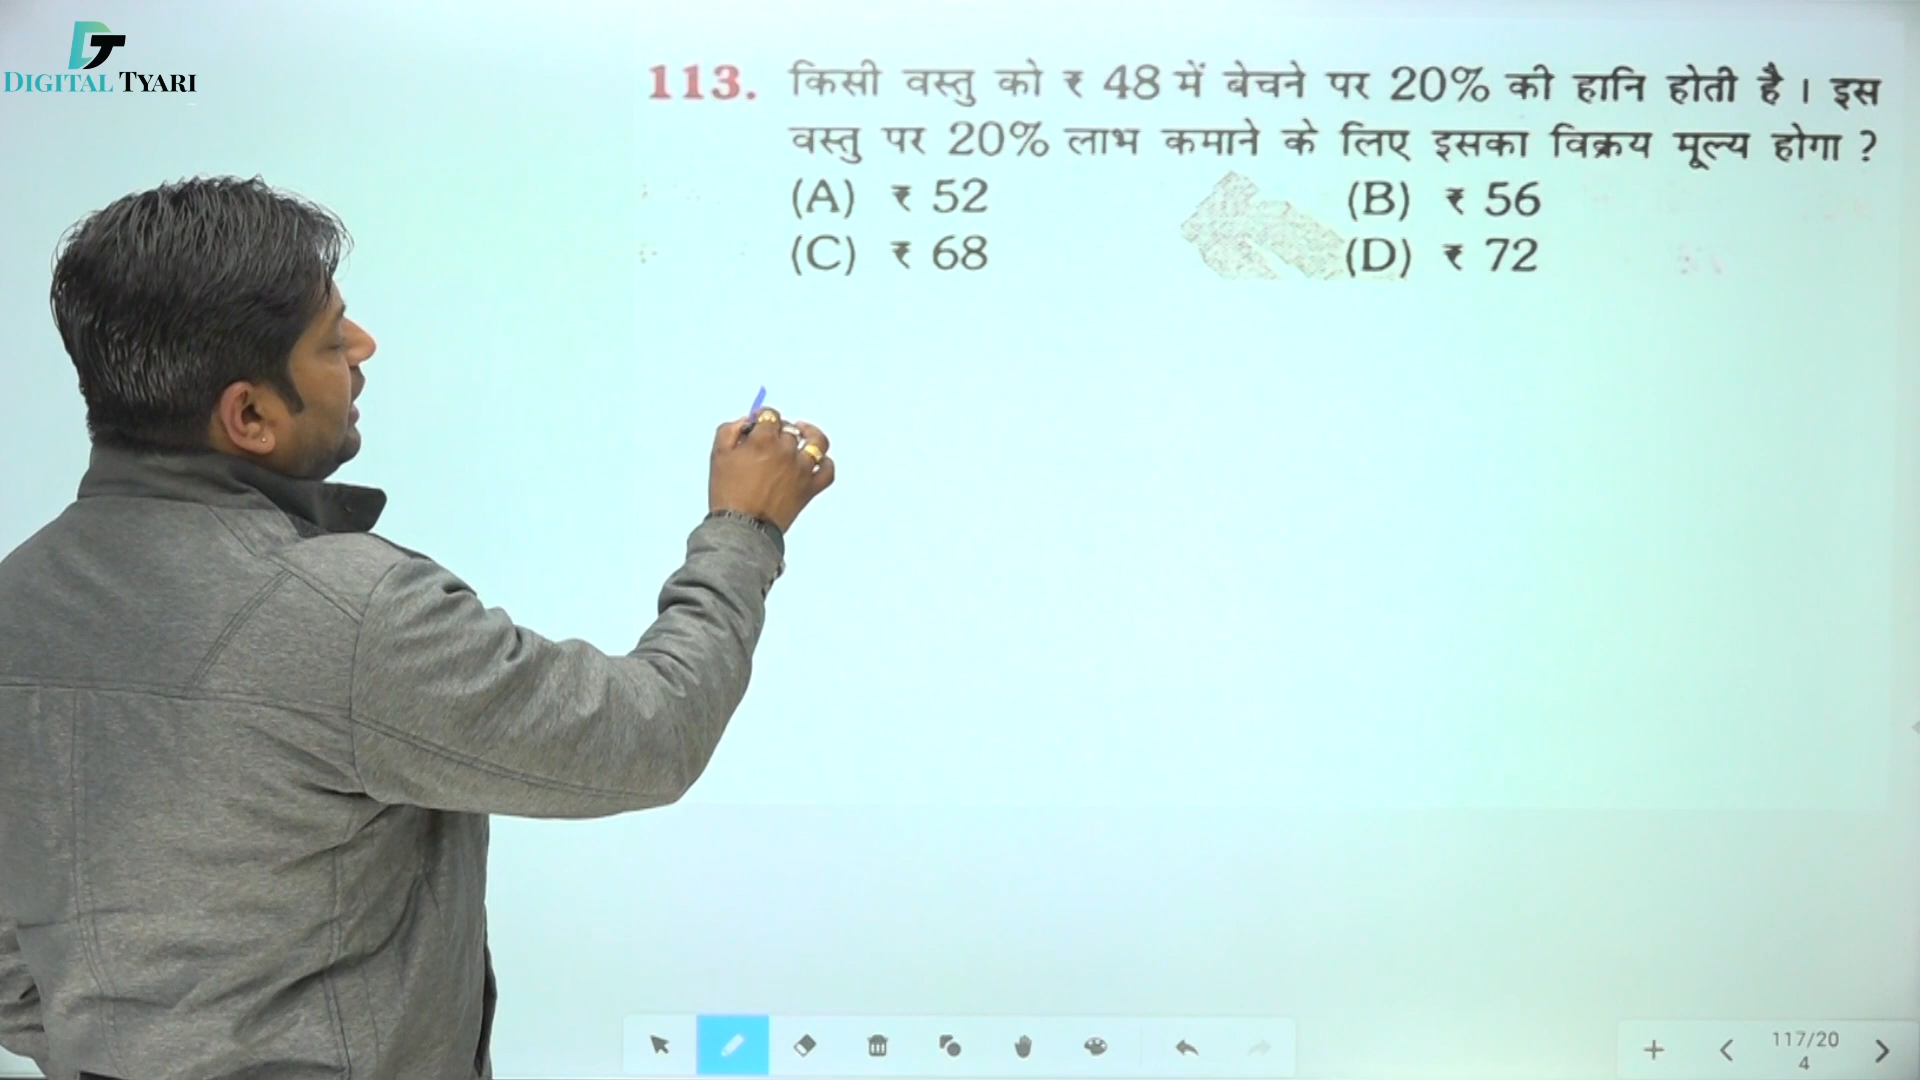 DT
DIGITAL TYARI
113. किसी वस्तु को ₹ 48 में बेचने पर 20% की हानि होती है । इस
वस्तु पर 20% लाभ कमाने के लिए इसका विक्रय मूल्य होगा ?
(A) ₹ 52 (B) ₹ 56
(C) ₹ 68 (D) ₹ 72
117/20
4